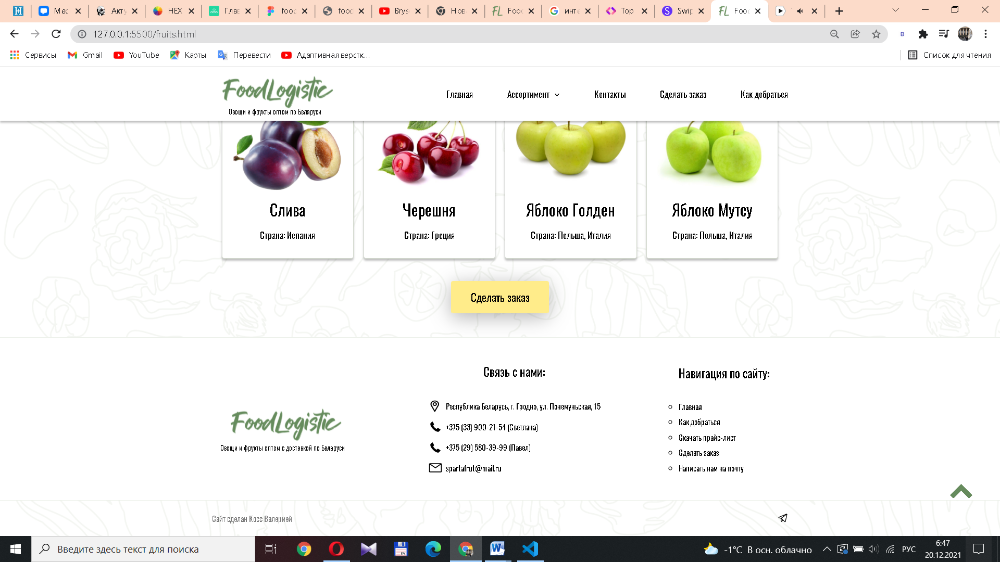 Мес
Акту
HEX
Глав
food
food
Brys
Нов
Food
инте
Top
Swip
Food
127.0.0.1:5500/fruits.html
Сервисы
Gmail
YouTube
Карты
Перевести
Адаптивная верстк...
Список для чтения
FoodLogistic
Овощи и фрукты оптом по Беларуси
Главная
Ассортимент
Контакты
Сделать заказ
Как добраться
Слива
Черешня
Яблоко Голден
Яблоко Мутсу
Страна: Испания
Страна: Греция
Страна: Польша, Италия
Страна: Польша, Италия
Сделать заказ
FoodLogistic
Овощи и фрукты оптом с доставкой по Беларуси
Связь с нами:
Республика Беларусь, г. Гродно, ул. Понемуньская, 15
+375 (33) 900-21-54 (Светлана)
+375 (29) 580-39-99 (Павел)
spartafrut@mail.ru
Навигация по сайту:
Главная
Как добраться
Скачать прайс-лист
Сделать заказ
Написать нам на почту
Сайт сделан Косс Валерией
Введите здесь текст для поиска
-1°C В осн. облачно
РУС
6:47
20.12.2021